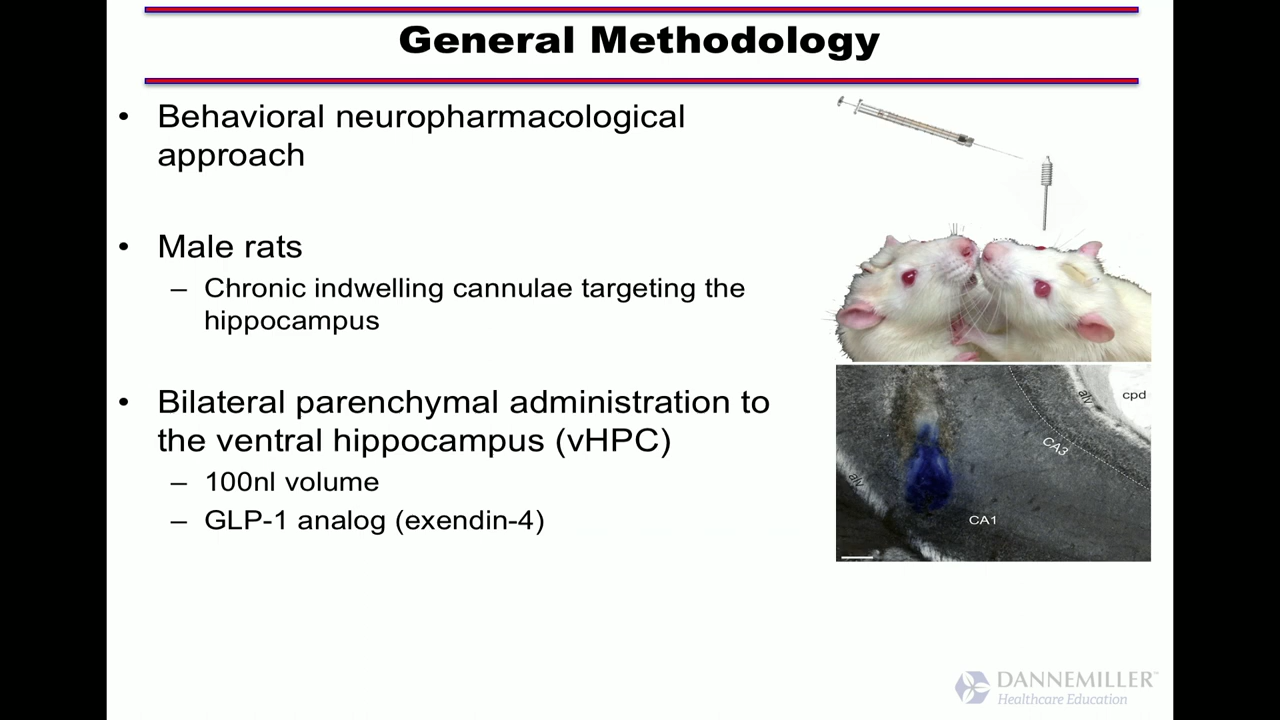 General Methodology
• Behavioral neuropharmacological
approach
• Male rats
– Chronic indwelling cannulae targeting the
hippocampus
• Bilateral parenchymal administration to
the ventral hippocampus (vHPC)
– 100nl volume
– GLP-1 analog (exendin-4)
alv
cpd
CA3
alv
CA1
DANNEMILLER™
Healthcare Education